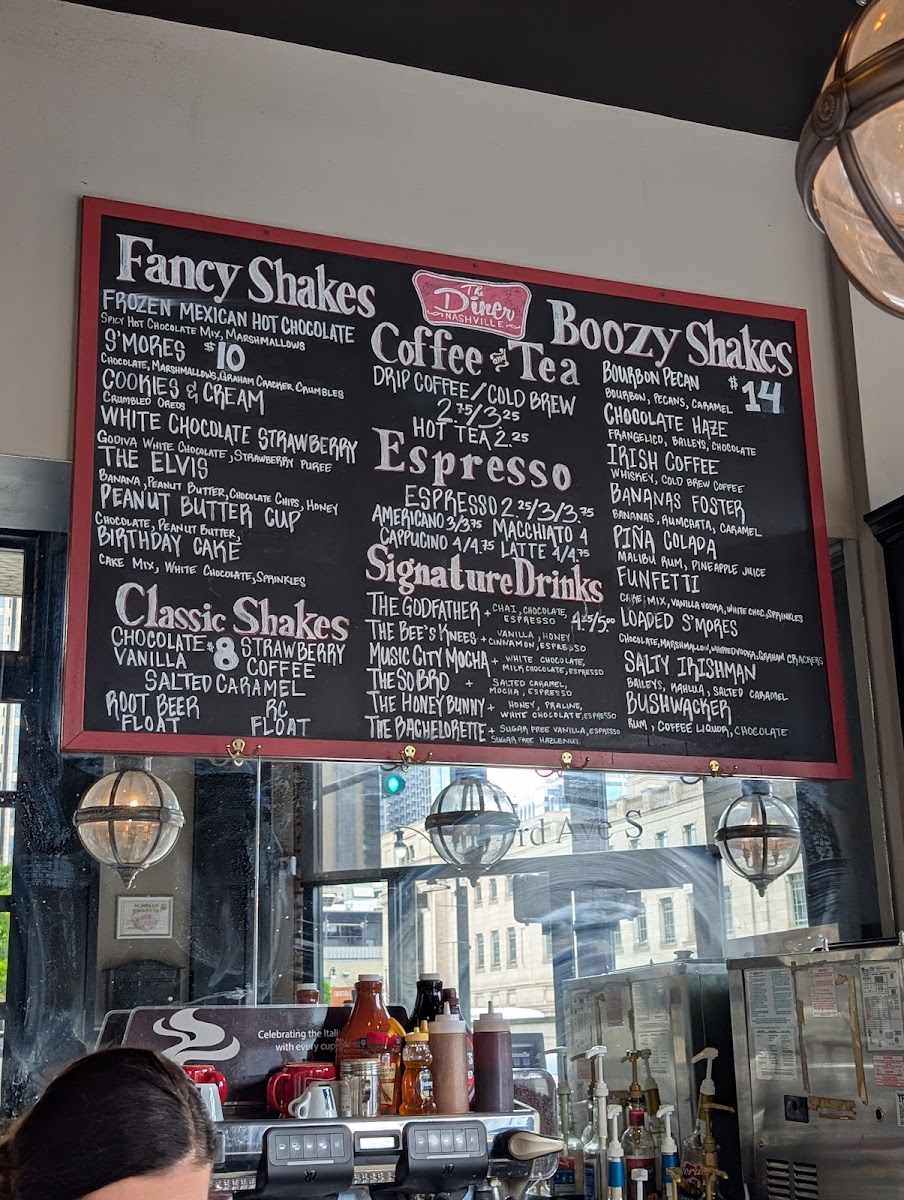 Fancy Shakes
FROZEN MEXICAN HOT CHOCOLATE
SPICY HOT CHOCOLATE MIX, MARSHMALLOWS
S'MORES $10
CHOCOLATE, MARSHMALLOWS, GRAHAM CRACKER CRUMBLES
COOKIES & CREAM
CRUMBLED OREOS
WHITE CHOCOLATE STRAWBERRY
GODIVA WHITE CHOCOLATE, STRAWBERRY PUREE
THE ELVIS
BANANA, PEANUT BUTTER, CHOCOLATE CHIPS, HONEY
PEANUT BUTTER CUP
CHOCOLATE, PEANUT BUTTER,
BIRTHDAY CAKE
CAKE MIX, WHITE CHOCOLATE, SPRINKLES
Classic Shakes
CHOCOLATE $8 STRAWBERRY
VANILLA COFFEE
SALTED CARAMEL
ROOT BEER RC
FLOAT FLOAT
The
Diner
NASHVILLE
Coffee and Tea
DRIP COFFEE/COLD BREW
2.75/3.25
HOT TEA 2.25
Espresso
ESPRESSO 2.25/3/3.75
AMERICANO 3/3.75 MACCHIATO 4
CAPPUCINO 4/4.75 LATTE 4/4.75
Signature Drinks
THE GODFATHER + CHAI, CHOCOLATE, ESPRESSO 4.25/5.00
THE BEE'S KNEES + VANILLA, HONEY CINNAMON, ESPRESSO
MUSIC CITY MOCHA + WHITE CHOCOLATE, MILK CHOCOLATE, ESPRESSO
THE SO BRO + SALTED CARAMEL, MOCHA, ESPRESSO
THE HONEY BUNNY + HONEY, PRALINE, WHITE CHOCOLATE, ESPRESSO
THE BACHELORETTE + SUGAR FREE VANILLA, ESPRESSO SUGAR FREE HAZLENUT
Boozy Shakes
BOURBON PECAN $14
BOURBON, PECANS, CARAMEL
CHOCOLATE HAZE
FRANGELICO, BAILEYS, CHOCOLATE
IRISH COFFEE
WHISKEY, COLD BREW COFFEE
BANANAS FOSTER
BANANAS, RUMCHATA, CARAMEL
PIÑA COLADA
MALIBU RUM, PINEAPPLE JUICE
FUNFETTI
CAKE MIX, VANILLA VODKA, WHITE CHOC, SPRINKLES
LOADED S'MORES
CHOCOLATE, MARSHMALLOW, WHIPPED VODKA, GRAHAM CRACKERS
SALTY IRISHMAN
BAILEYS, KAHLUA, SALTED CARAMEL
BUSHWACKER
RUM, COFFEE LIQUOR, CHOCOLATE
rd Ave S
Celebrating the Itali
with every cup